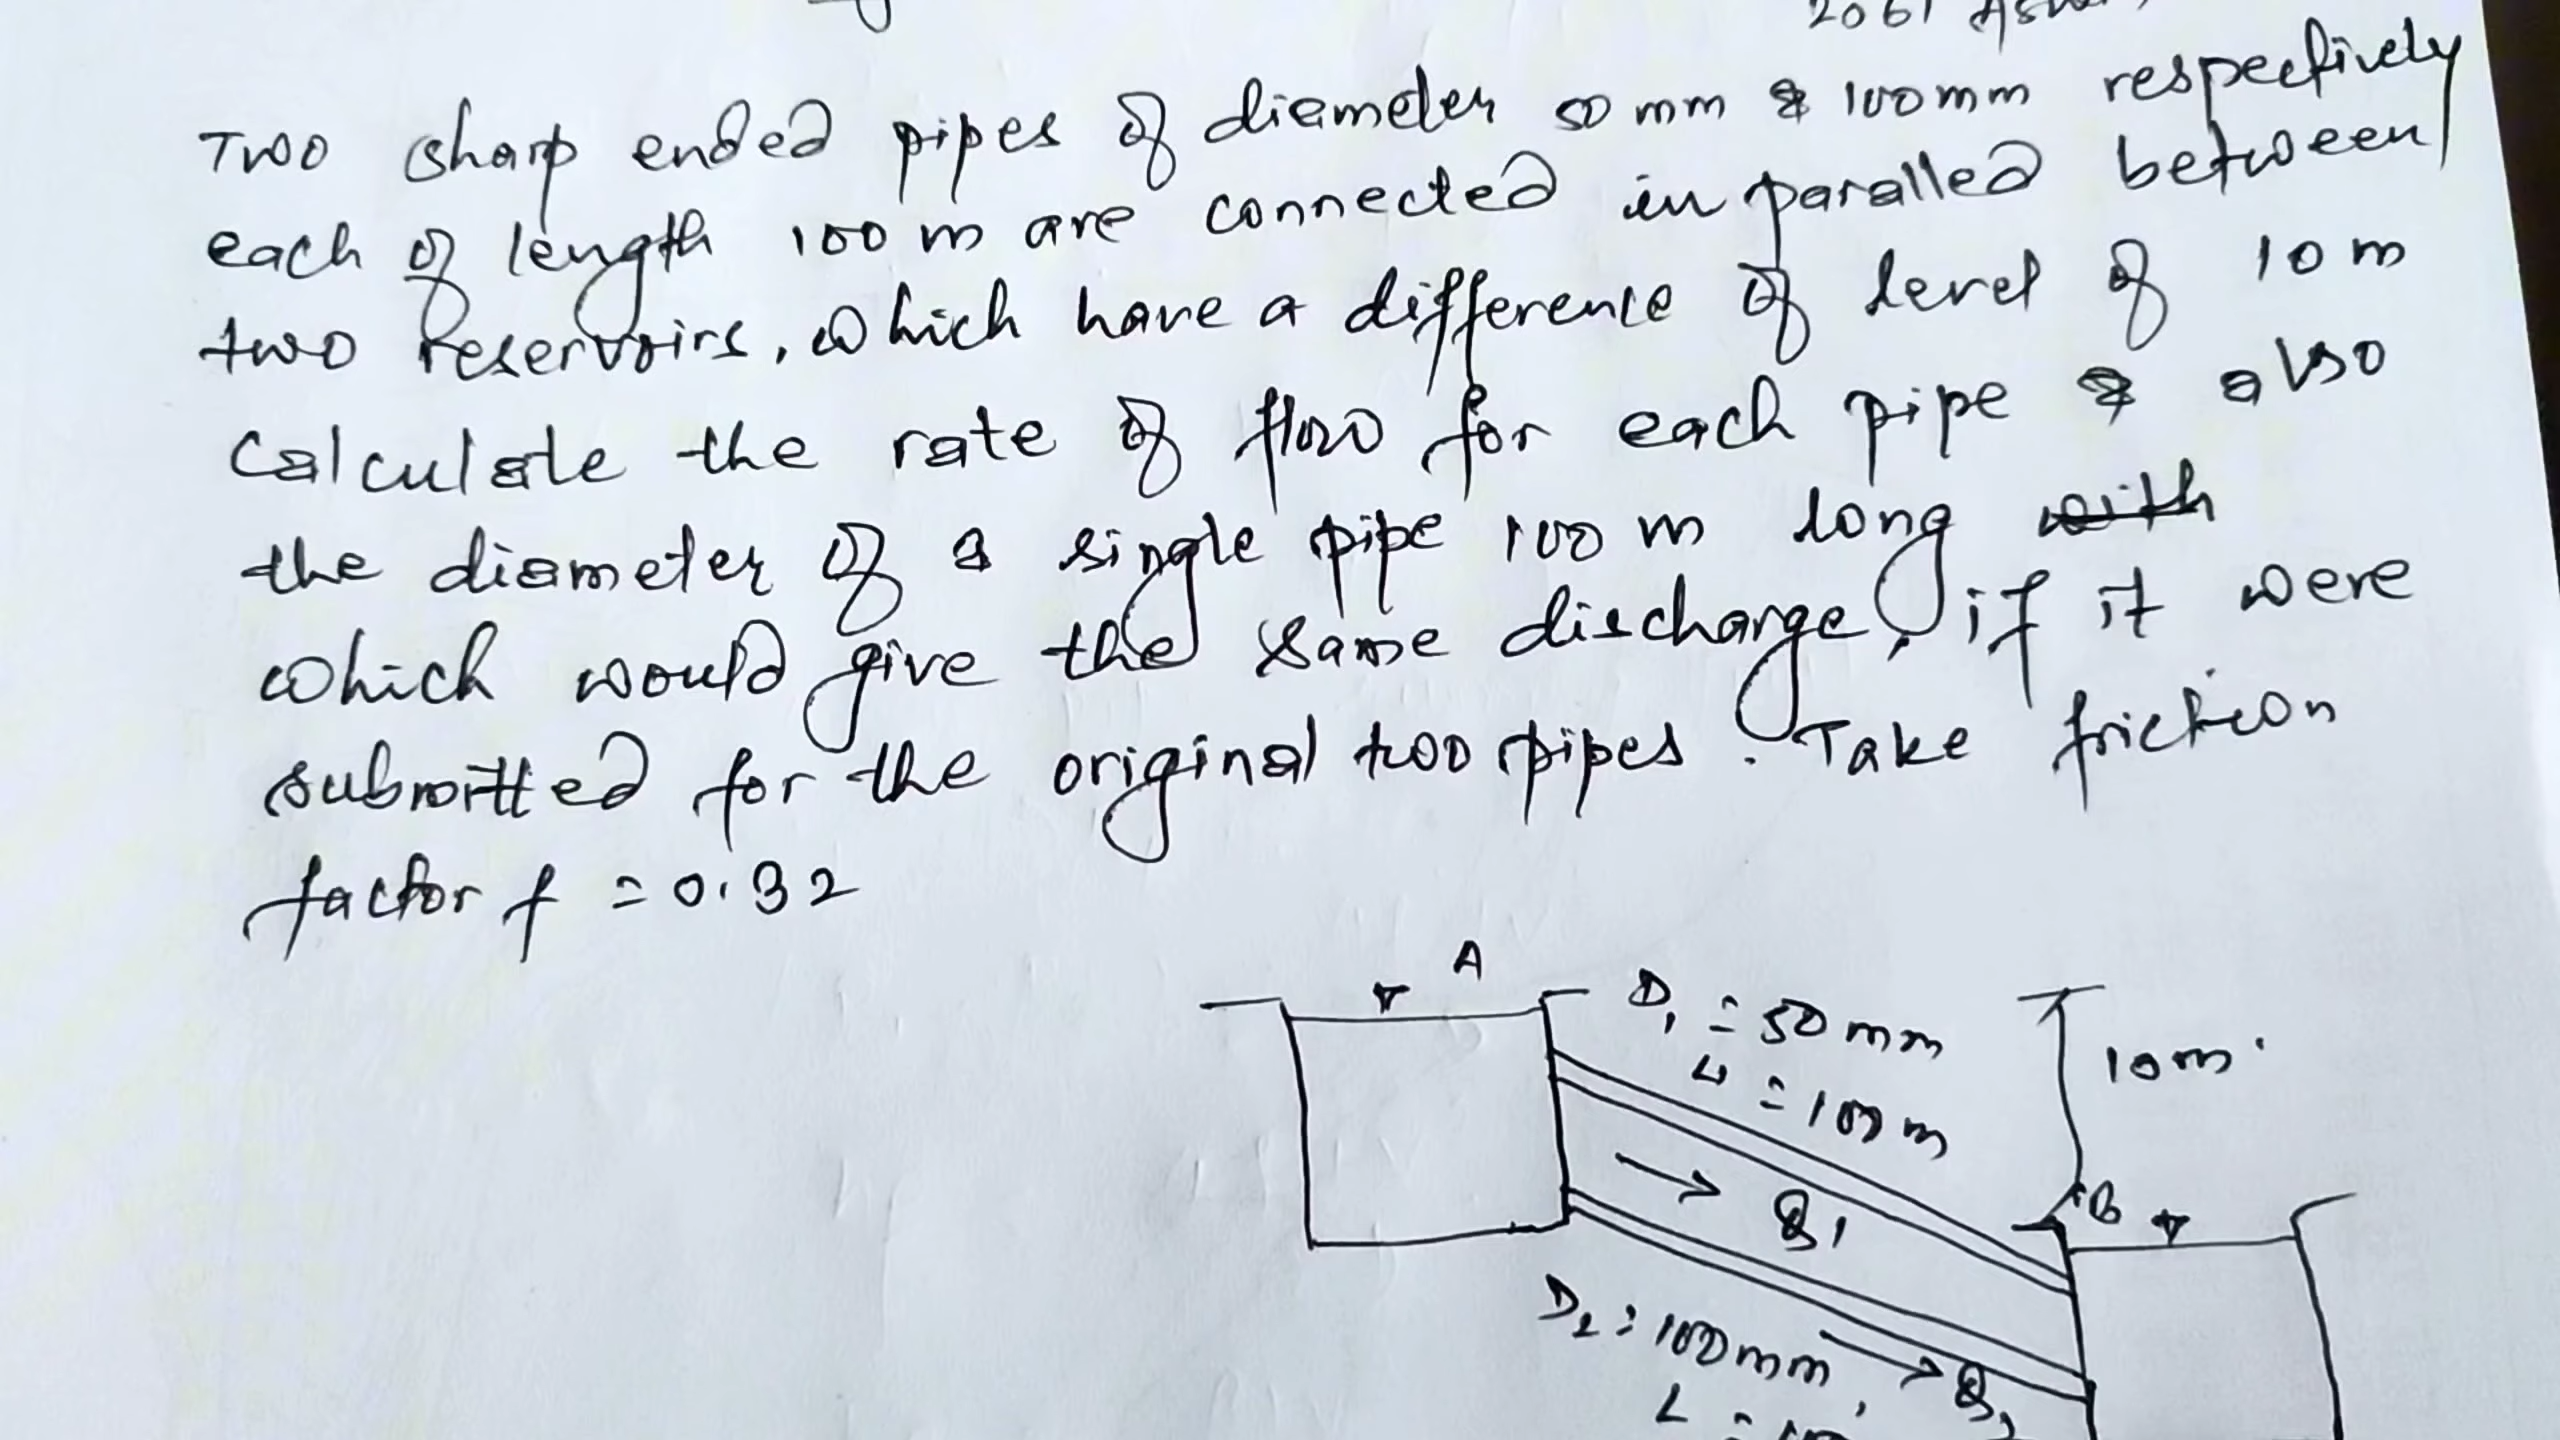 2061
Two sharp ended pipes of diameter 50 mm & 100mm respectively
each of length 100 m are connected in paralled between
two reservoirs, which have a difference of level of 10 m
Calculate the rate of flow for each pipe & also
the diameter of a single pipe 100 m long with
which would give the same discharge, if it were
submitted for the original two pipes. Take friction
factor f = 0.32
A
D1 = 50 mm
L1 = 100 m
10m.
Q1
B
D2 = 100mm,
Q2
L =